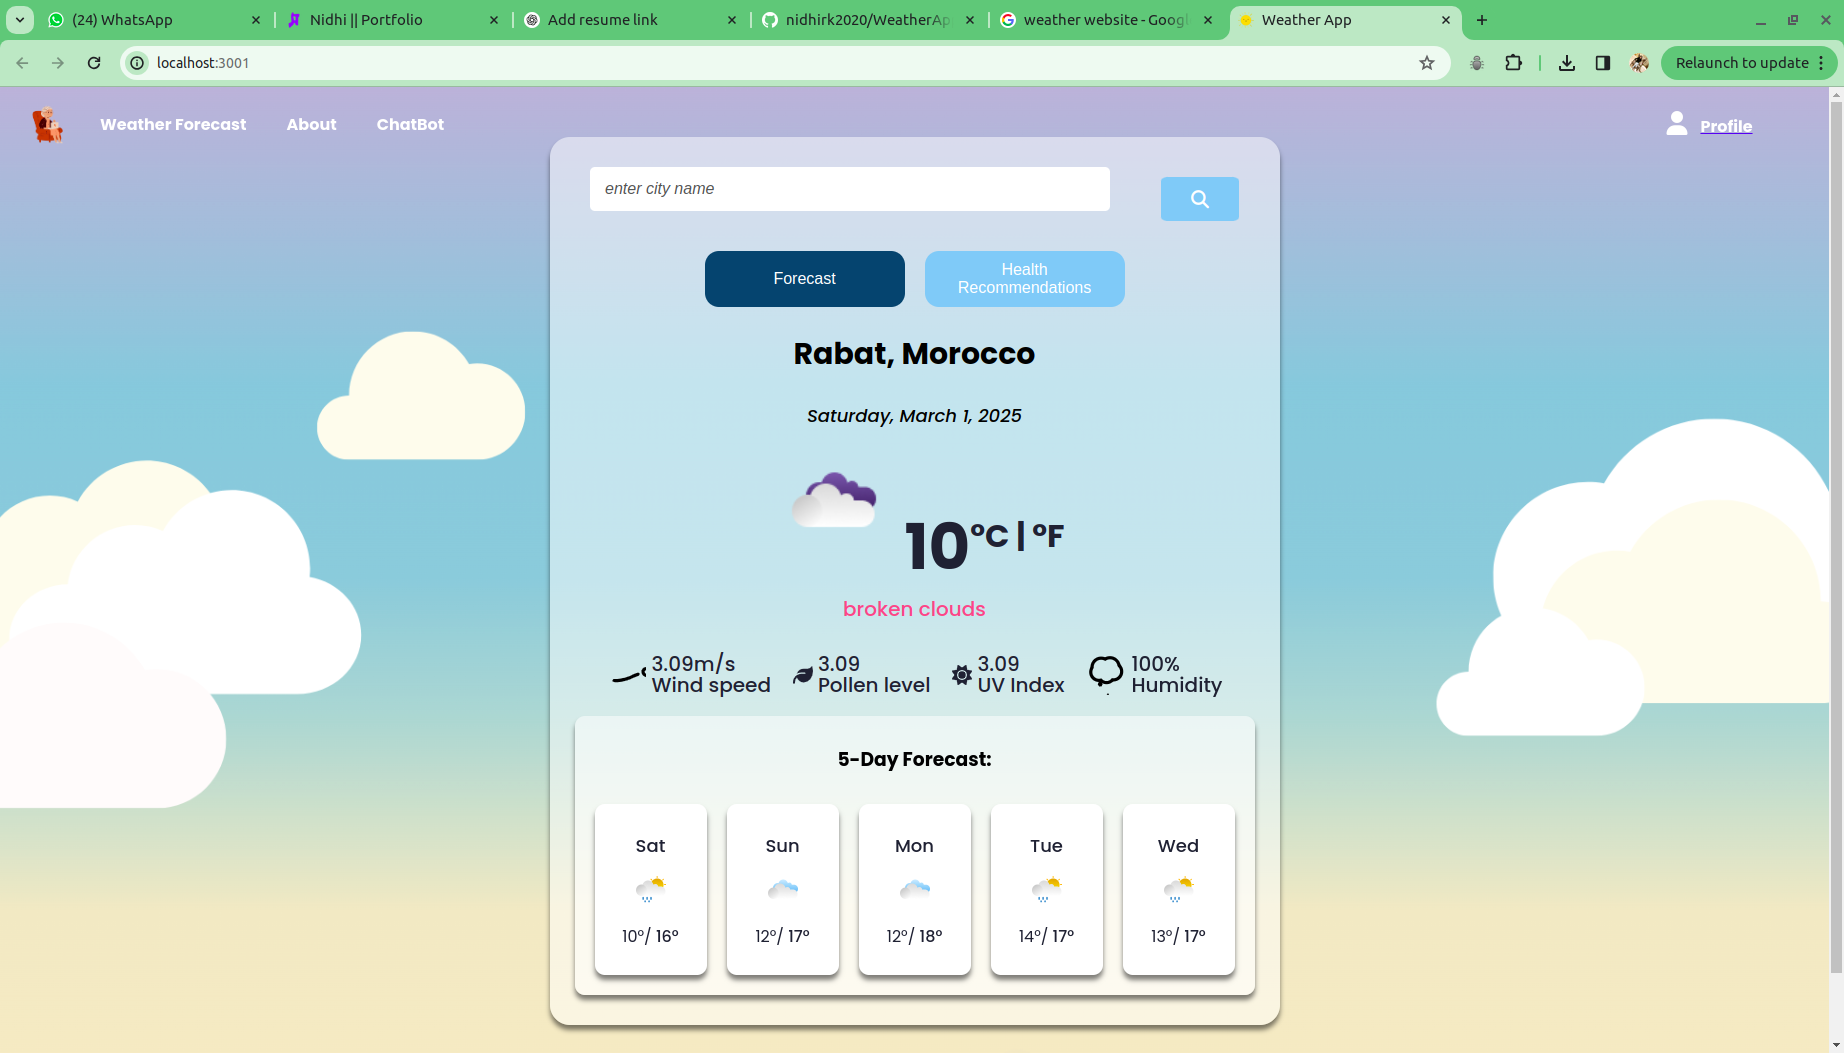 (24) WhatsApp
Nidhi || Portfolio
Add resume link
nidhirk2020/WeatherAp
weather website - Googl
Weather App
localhost:3001
Relaunch to update
Weather Forecast About ChatBot
Profile
enter city name
Forecast
Health
Recommendations
Rabat, Morocco
Saturday, March 1, 2025
10°C | °F
broken clouds
3.09m/s
Wind speed
3.09
Pollen level
3.09
UV Index
100%
Humidity
5-Day Forecast:
Sat
10°/ 16°
Sun
12°/ 17°
Mon
12°/ 18°
Tue
14°/ 17°
Wed
13°/ 17°